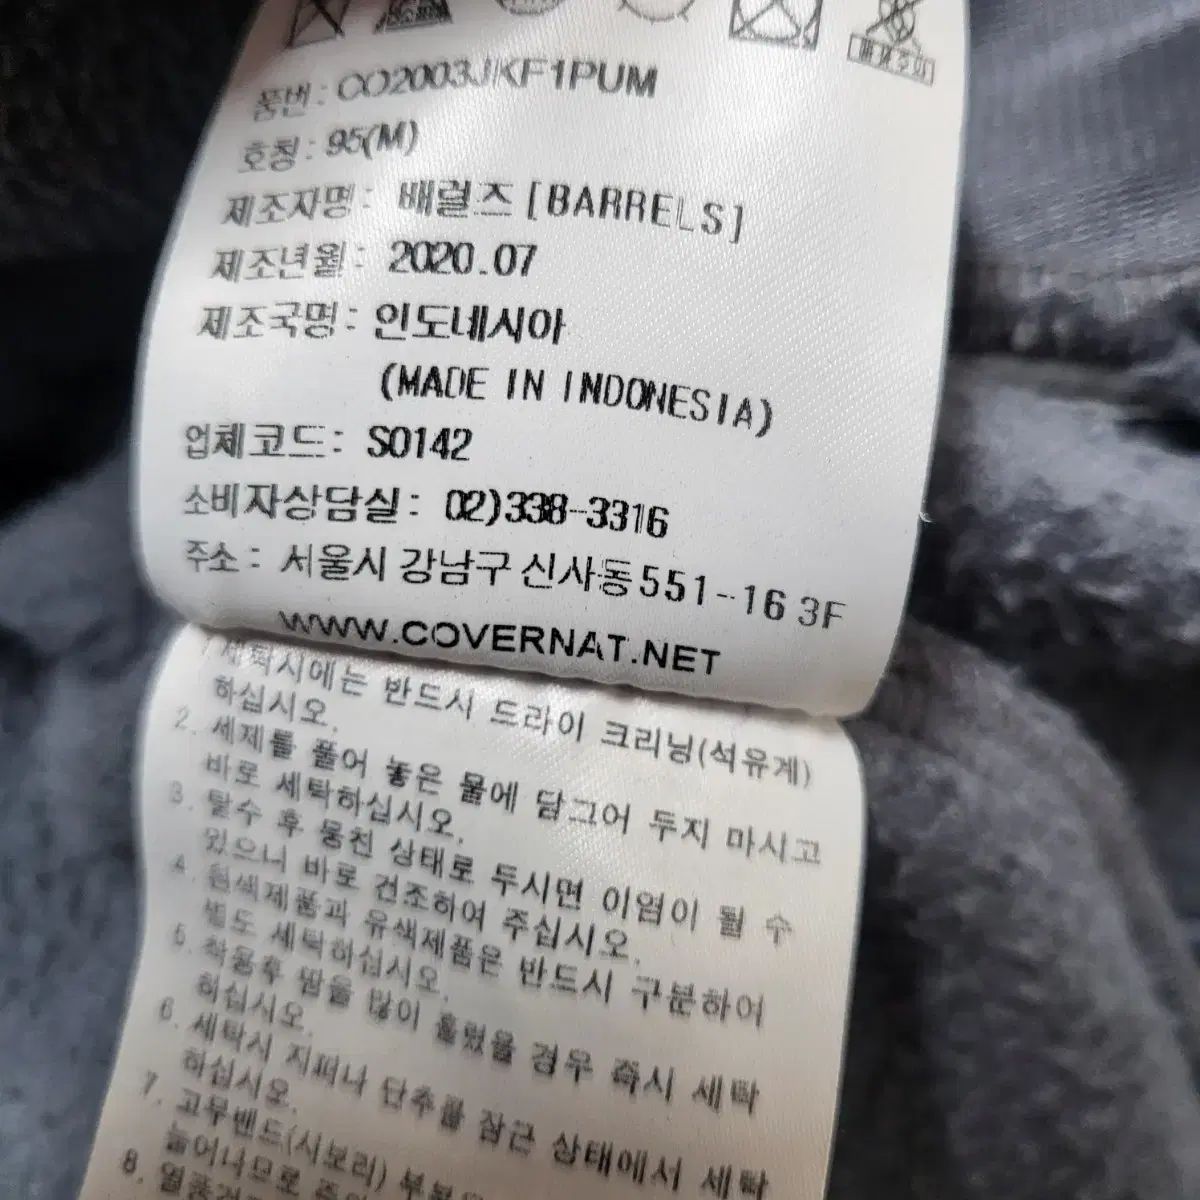 품번: CO2003JKF1PUM
호칭: 95(M)
제조자명: 배럴즈 [BARRELS]
제조년월: 2020.07
제조국명: 인도네시아
(MADE IN INDONESIA)
업체코드: S0142
소비자상담실: 02)338-3316
주소: 서울시 강남구 신사동 551--16 3F
WWW.COVERNAT.NET
세탁시에는 반드시 드라이 크리닝(석유계)
하십시오.
2. 세제를 풀어 놓은 물에 담그어 두지 마시고
바로 세탁하십시오.
3. 탈수 후 뭉친 상태로 두시면 이염이 될 수
있으니 바로 건조하여 주십시오.
4. 흰색제품과 유색제품은 반드시 구분하여
별도 세탁하십시오.
5. 착용후 땀을 많이 흘렸을 경우 즉시 세탁
하십시오.
6. 세탁시 지퍼나 단추를 잠근 상태에서 세탁
하십시오.
7. 고무밴드(시보리)
늘어나므로
8.